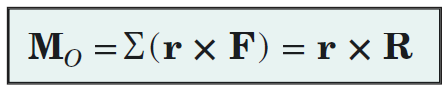 M_O = Σ(r × F) = r × R